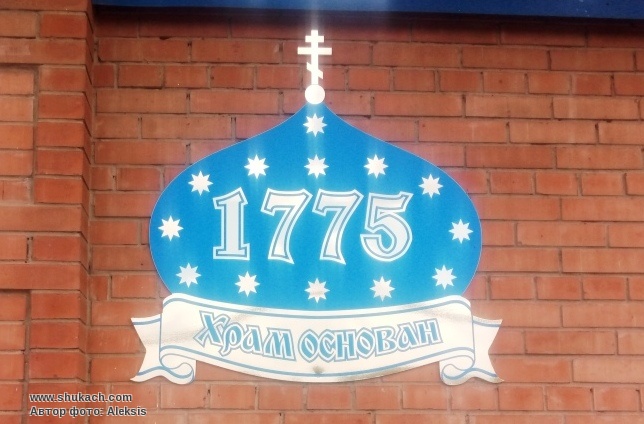 1775
Храм основан
www.shukach.com
Автор фото: Aleksis